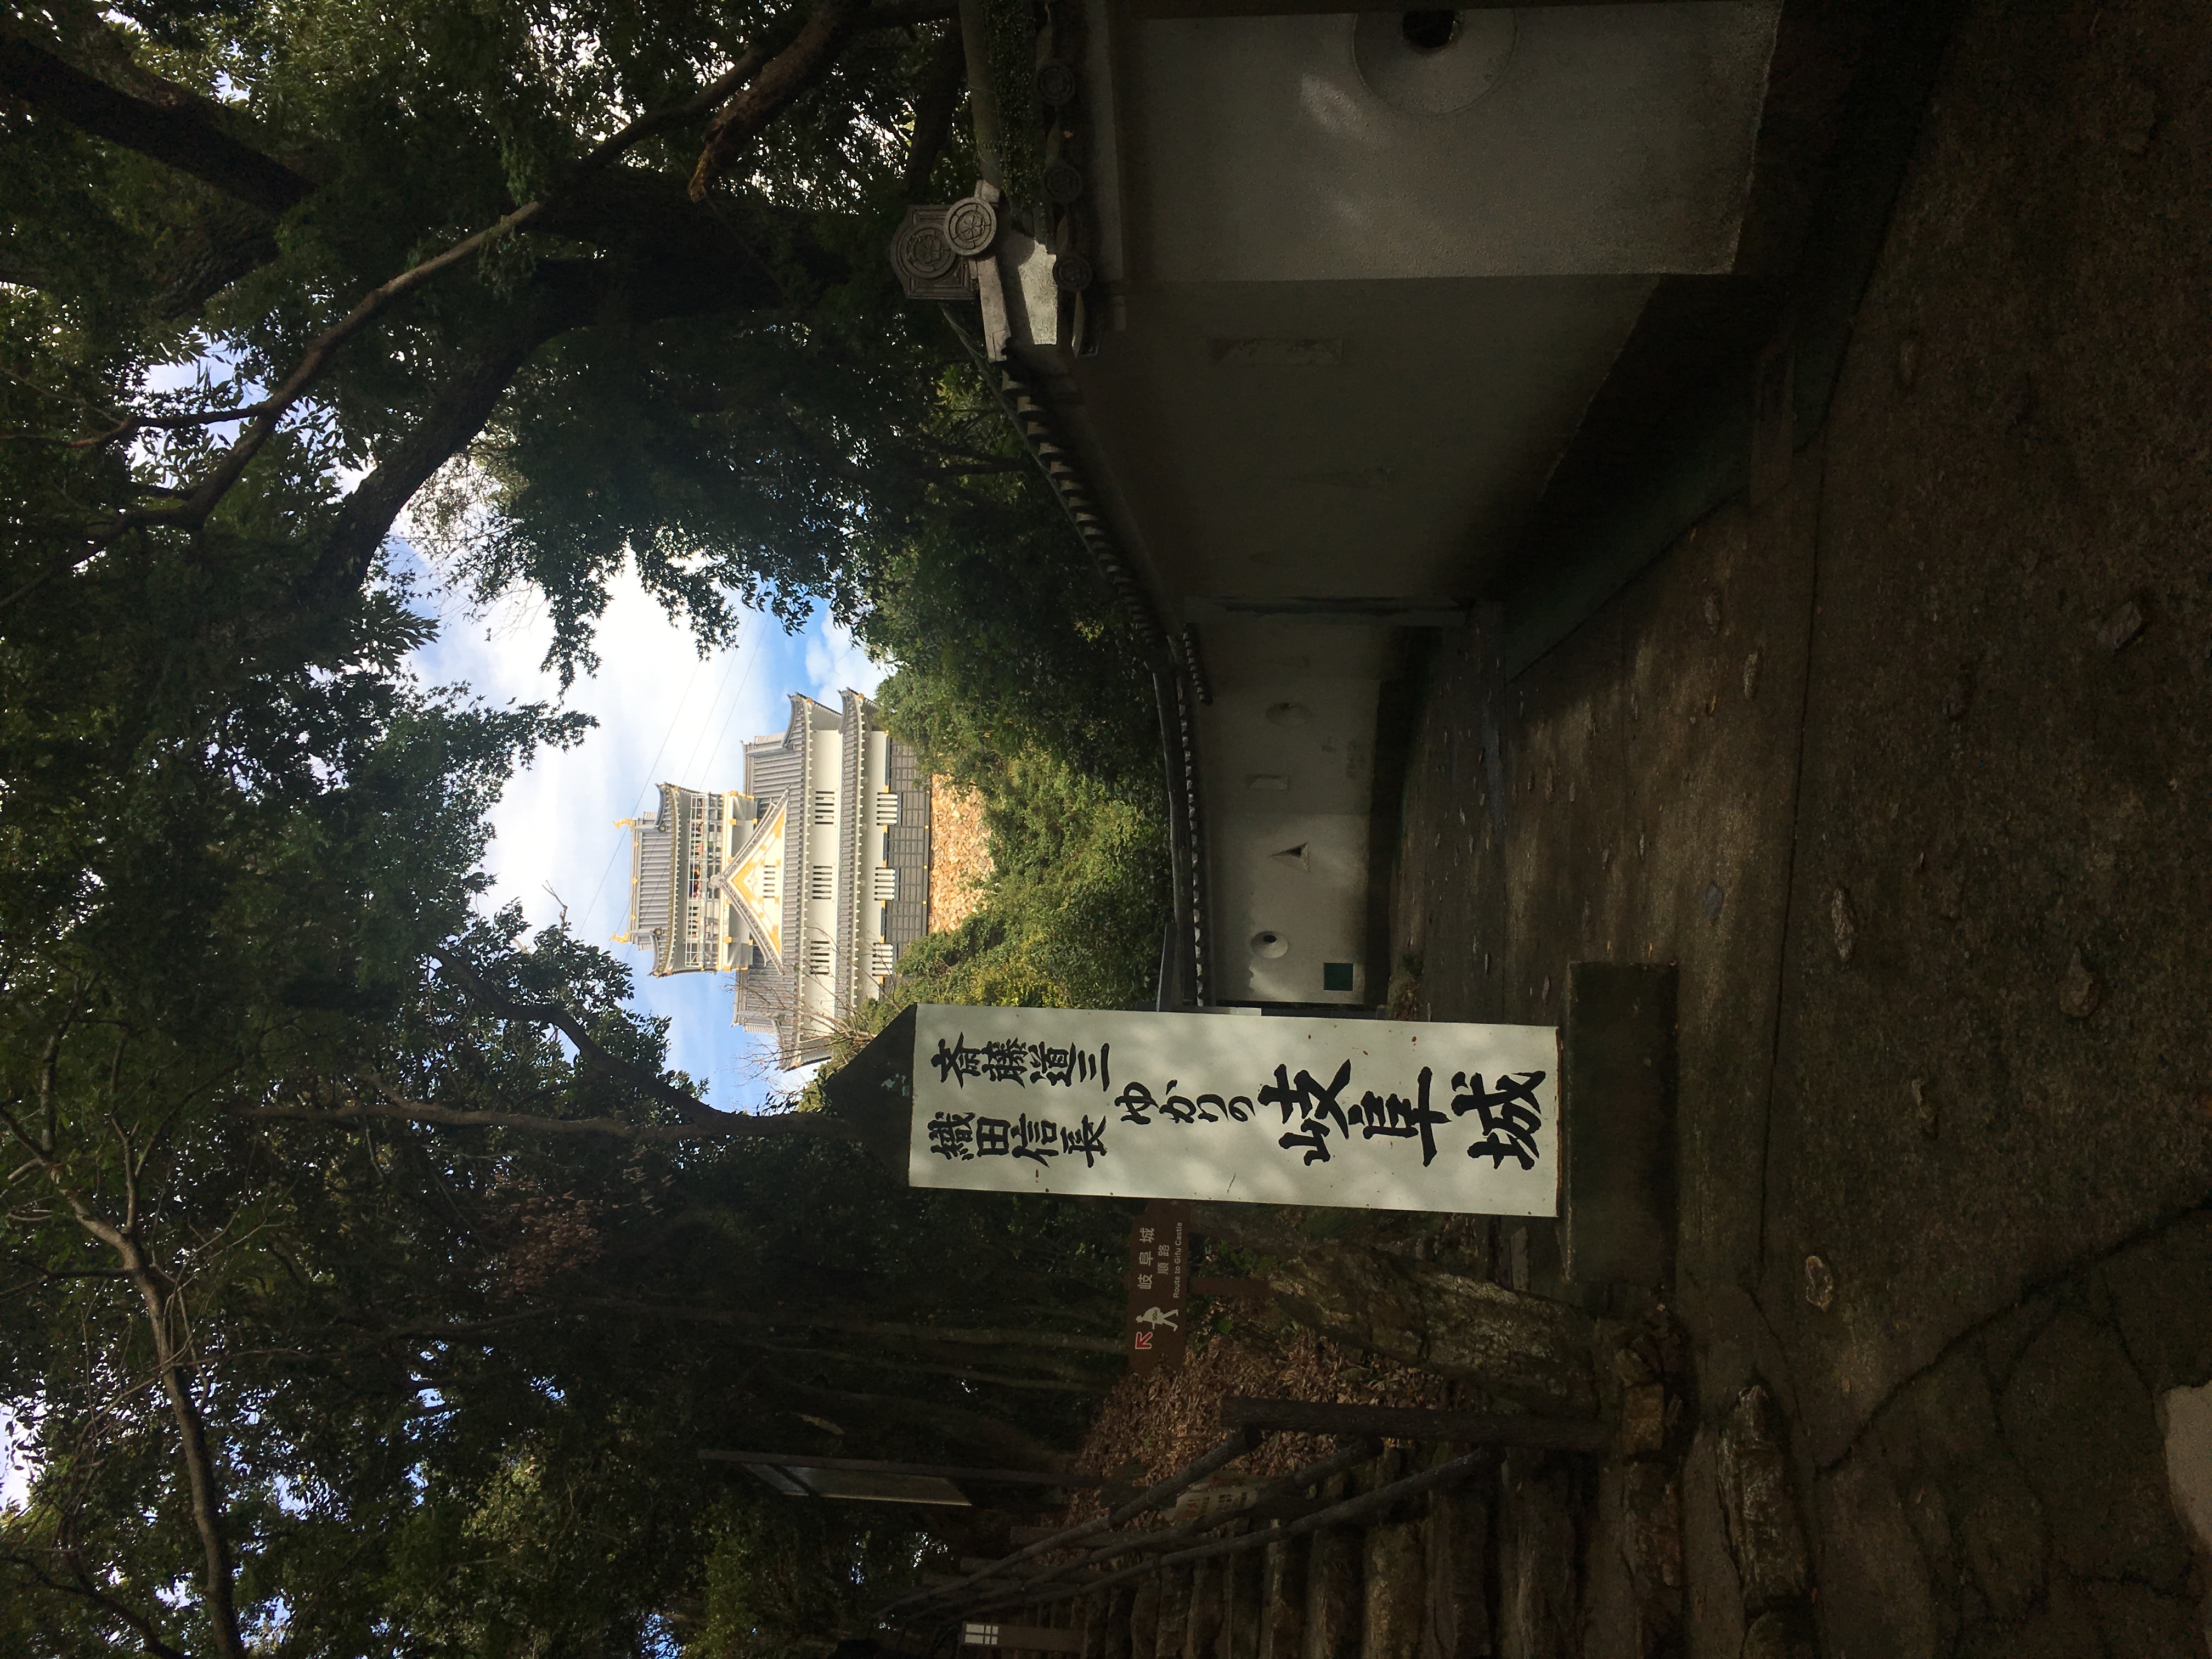 斎藤道三
織田信長
ゆかりの
岐阜城
岐阜城
順路
Route to Gifu Castle